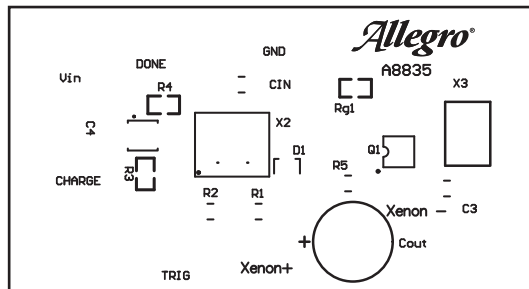 Allegro®
A8835
GND
DONE
Vin
CIN
R4
X3
Rg1
C4
X2
Q1
D1
R3
R5
CHARGE
R2
R1
Xenon –
C3
+
Cout
Xenon+
TRIG